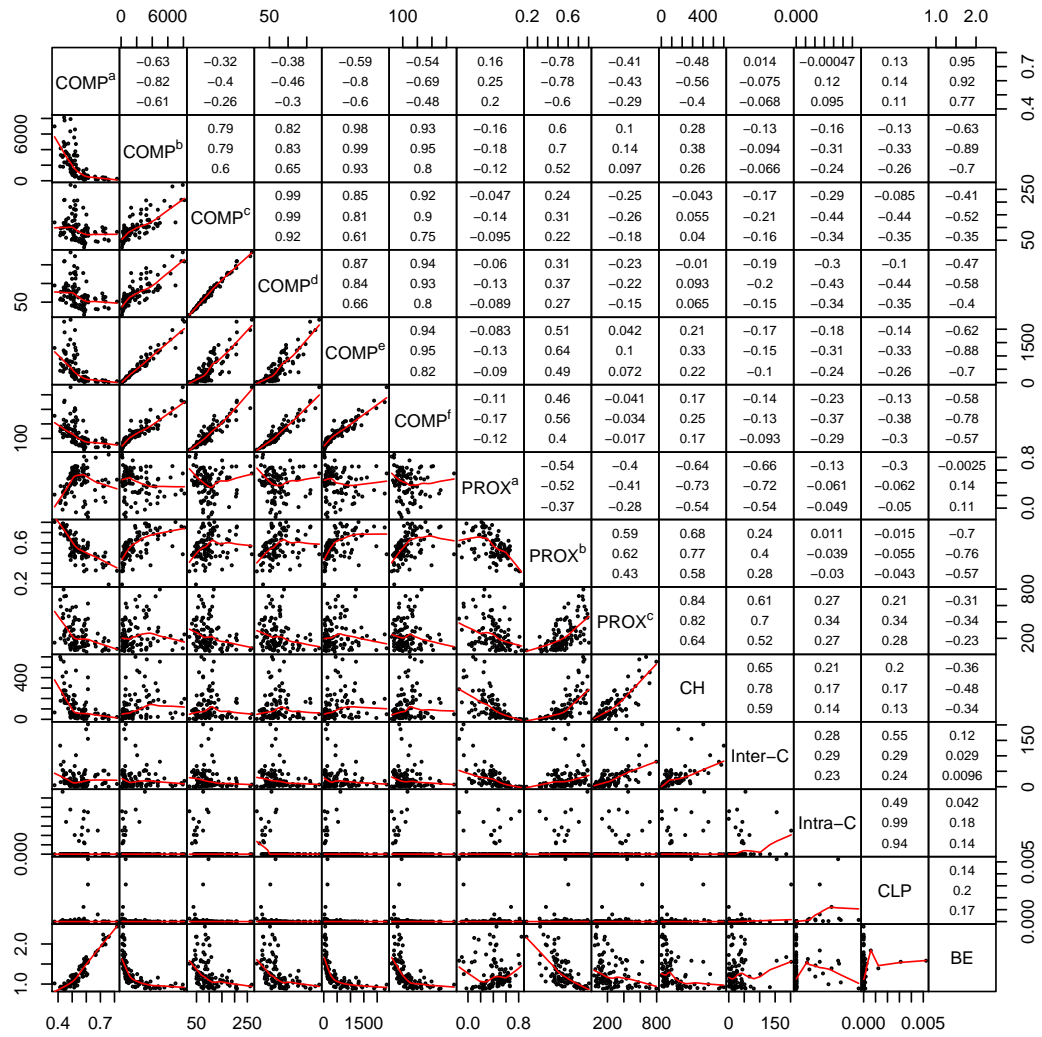 0 6000 50 100 0.2 0.6 0 400 0.000 1.0 2.0
−0.63 −0.32 −0.38 −0.59 −0.54 0.16 −0.78 −0.41 −0.48 0.014 −0.00047 0.13 0.95
COMPa −0.82 −0.4 −0.46 −0.8 −0.69 0.25 −0.78 −0.43 −0.56 −0.075 0.12 0.14 0.92 0.4 0.7
−0.61 −0.26 −0.3 −0.6 −0.48 0.2 −0.6 −0.29 −0.4 −0.068 0.095 0.11 0.77
0.79 0.82 0.98 0.93 −0.16 0.6 0.1 0.28 −0.13 −0.16 −0.13 −0.63
0 6000 COMPb 0.79 0.83 0.99 0.95 −0.18 0.7 0.14 0.38 −0.094 −0.31 −0.33 −0.89
0.6 0.65 0.93 0.8 −0.12 0.52 0.097 0.26 −0.066 −0.24 −0.26 −0.7
0.99 0.85 0.92 −0.047 0.24 −0.25 −0.043 −0.17 −0.29 −0.085 −0.41
COMPc 0.99 0.81 0.9 −0.14 0.31 −0.26 0.055 −0.21 −0.44 −0.44 −0.52 50 250
0.92 0.61 0.75 −0.095 0.22 −0.18 0.04 −0.16 −0.34 −0.35 −0.35
0.87 0.94 −0.06 0.31 −0.23 −0.01 −0.19 −0.3 −0.1 −0.47
50 COMPd 0.84 0.93 −0.13 0.37 −0.22 0.093 −0.2 −0.43 −0.44 −0.58
0.66 0.8 −0.089 0.27 −0.15 0.065 −0.15 −0.34 −0.35 −0.4
0.94 −0.083 0.51 0.042 0.21 −0.17 −0.18 −0.14 −0.62
COMPe 0.95 −0.13 0.64 0.1 0.33 −0.15 −0.31 −0.33 −0.88 0 1500
0.82 −0.09 0.49 0.072 0.22 −0.1 −0.24 −0.26 −0.7
−0.11 0.46 −0.041 0.17 −0.14 −0.23 −0.13 −0.58
100 COMPf −0.17 0.56 −0.034 0.25 −0.13 −0.37 −0.38 −0.78
−0.12 0.4 −0.017 0.17 −0.093 −0.29 −0.3 −0.57
−0.54 −0.4 −0.64 −0.66 −0.13 −0.3 −0.0025
PROXa −0.52 −0.41 −0.73 −0.72 −0.061 −0.062 0.14 0.0 0.8
−0.37 −0.28 −0.54 −0.54 −0.049 −0.05 0.11
0.59 0.68 0.24 0.011 −0.015 −0.7
0.2 0.6 PROXb 0.62 0.77 0.4 −0.039 −0.055 −0.76
0.43 0.58 0.28 −0.03 −0.043 −0.57
0.84 0.61 0.27 0.21 −0.31
PROXc 0.82 0.7 0.34 0.34 −0.34 200 800
0.64 0.52 0.27 0.28 −0.23
0.65 0.21 0.2 −0.36
0 400 CH 0.78 0.17 0.17 −0.48
0.59 0.14 0.13 −0.34
0.28 0.55 0.12
Inter−C 0.29 0.29 0.029 0 150
0.23 0.24 0.0096
0.49 0.042
0.000 Intra−C 0.99 0.18
0.94 0.14
0.14
CLP 0.2 0.000 0.005
0.17
1.0 2.0 BE
0.4 0.7 50 250 0 1500 0.0 0.8 200 800 0 150 0.000 0.005